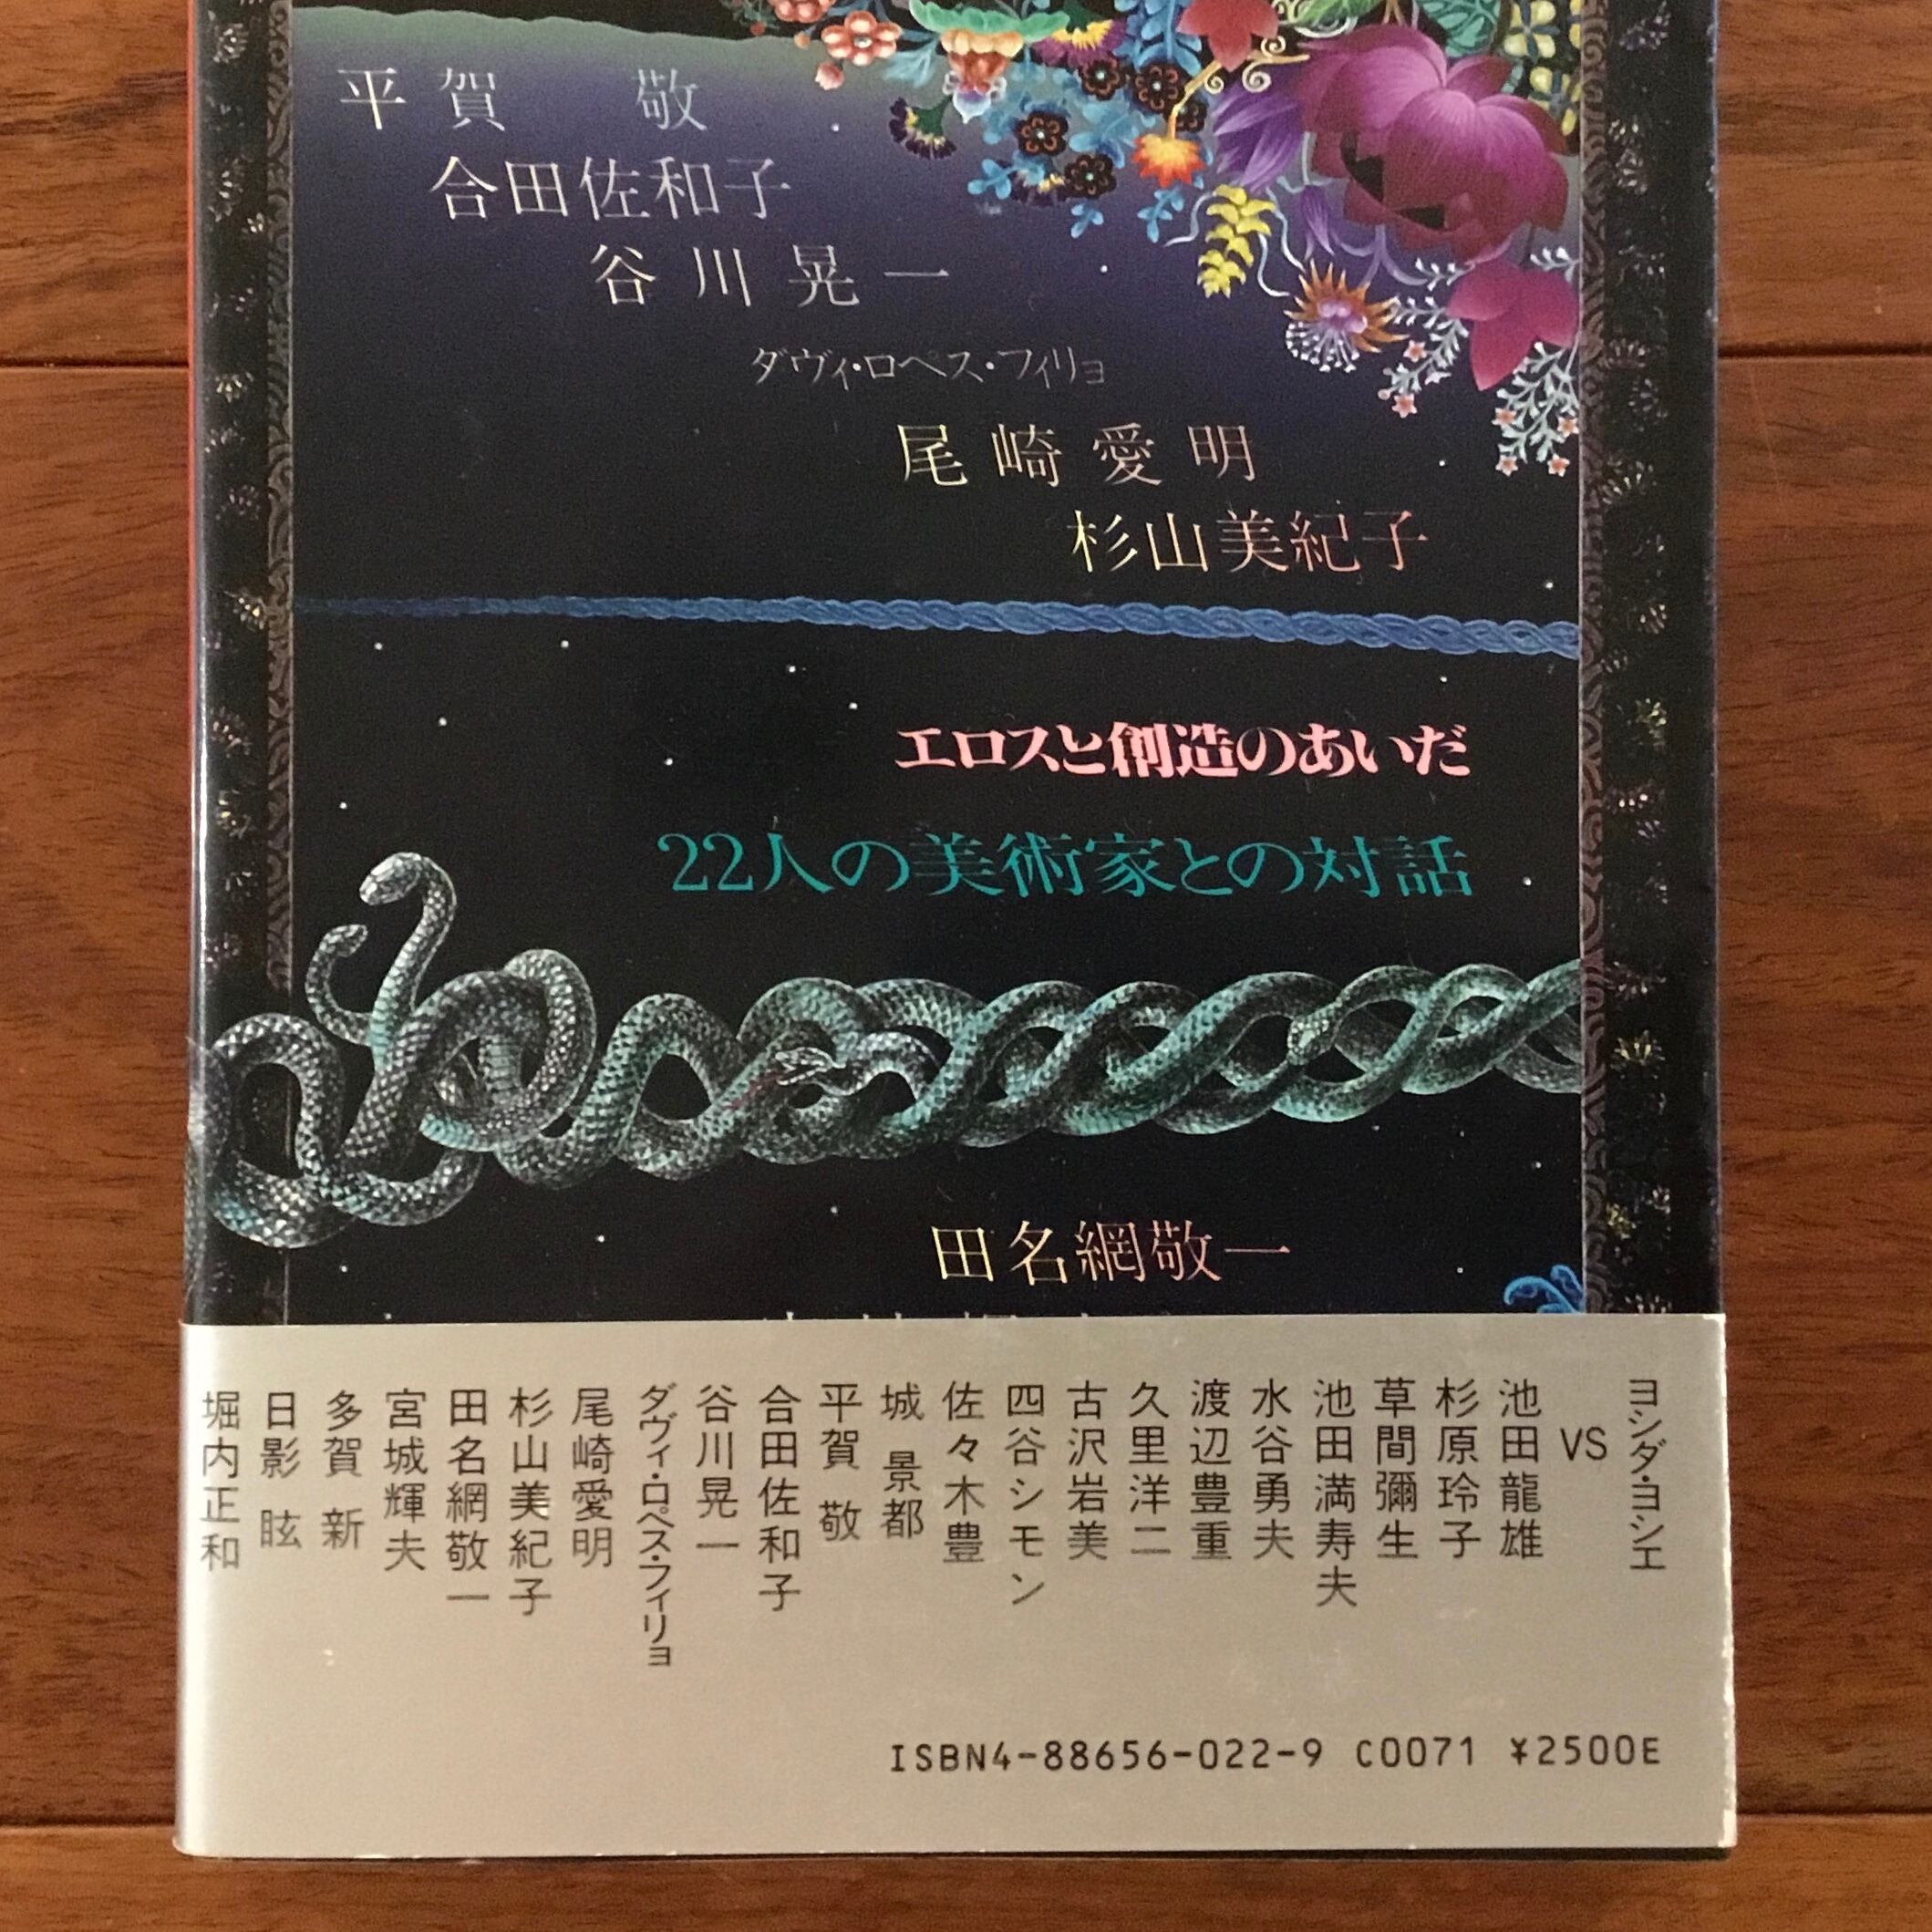 平賀 敬
合田佐和子
谷川晃一
ダヴィ・ロペス・フィリョ
尾崎愛明
杉山美紀子
エロスと創造のあいだ
22人の美術家との対話
田名網敬一
ヨシダ・ヨシエ
VS
池田龍雄
杉原玲子
草間彌生
池田満寿夫
水谷勇夫
渡辺豊重
久里洋二
古沢岩美
四谷シモン
佐々木豊
城 景都
平賀 敬
合田佐和子
谷川晃一
ダヴィ・ロペス・フィリョ
尾崎愛明
杉山美紀子
田名網敬一
宮城輝夫
多賀 新
日影 眩
堀内正和
ISBN4-88656-022-9 C0071 ¥2500E